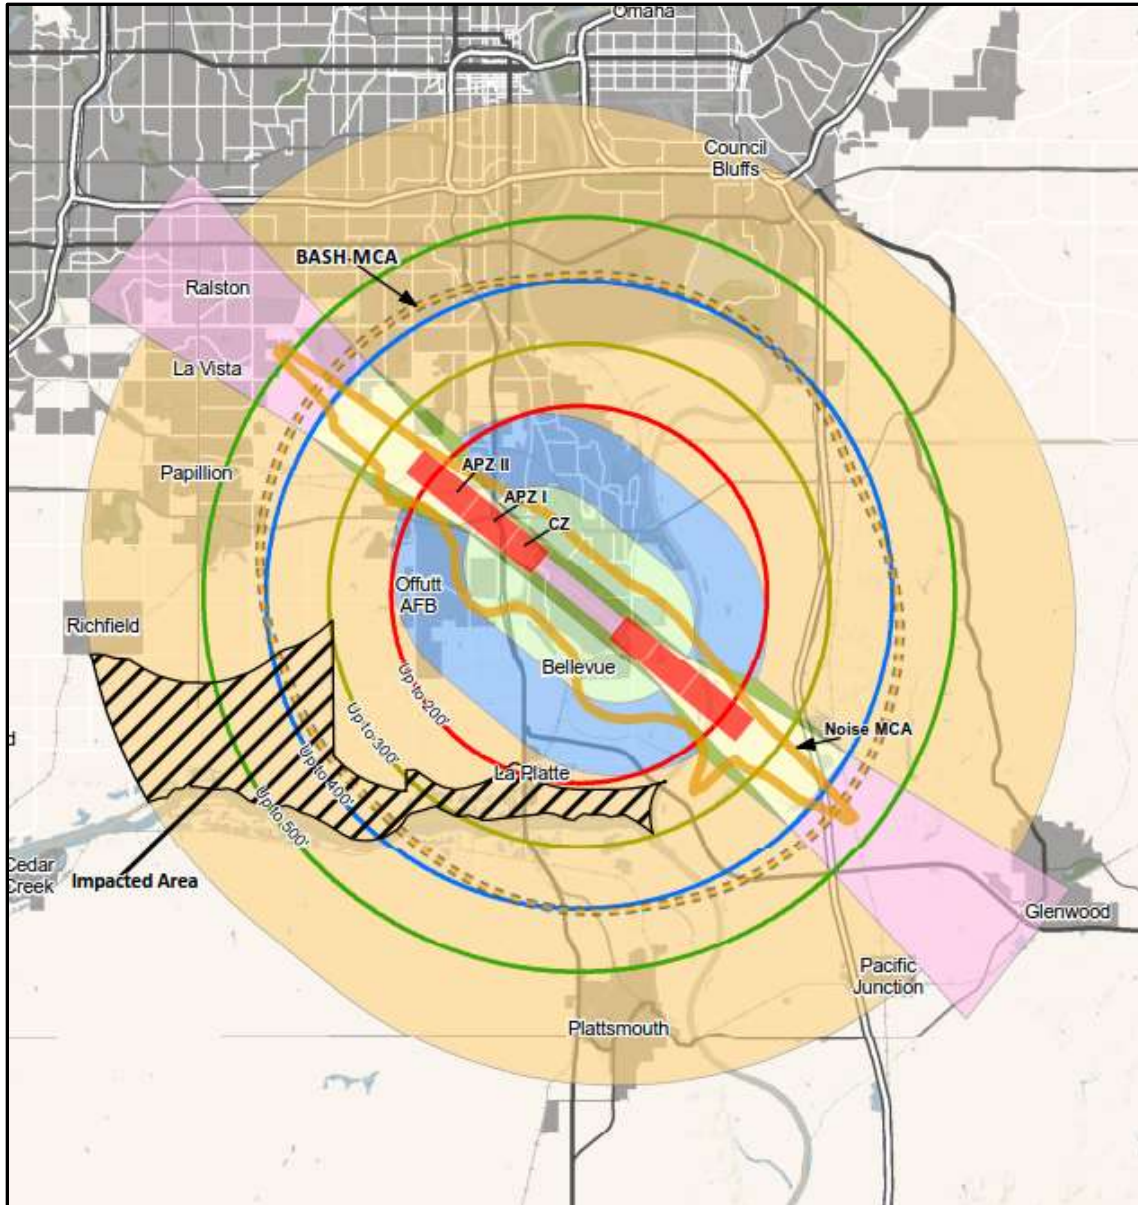 Omaha
Council
Bluffs
BASH MCA
Ralston
La Vista
Papillion
APZ II
APZ I
CZ
Offutt
AFB
Richfield
Bellevue
Up to 200'
Up to 300'
Noise MCA
d
La Platte
Up to 400'
Up to 500'
Cedar
Creek
Impacted Area
Glenwood
Pacific
Junction
Plattsmouth